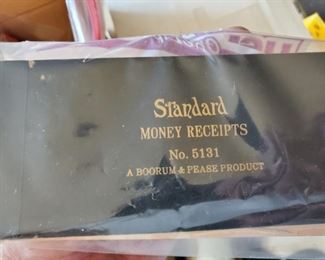 Standard
MONEY RECEIPTS
No. 5131
A BOORUM & PEASE PRODUCT